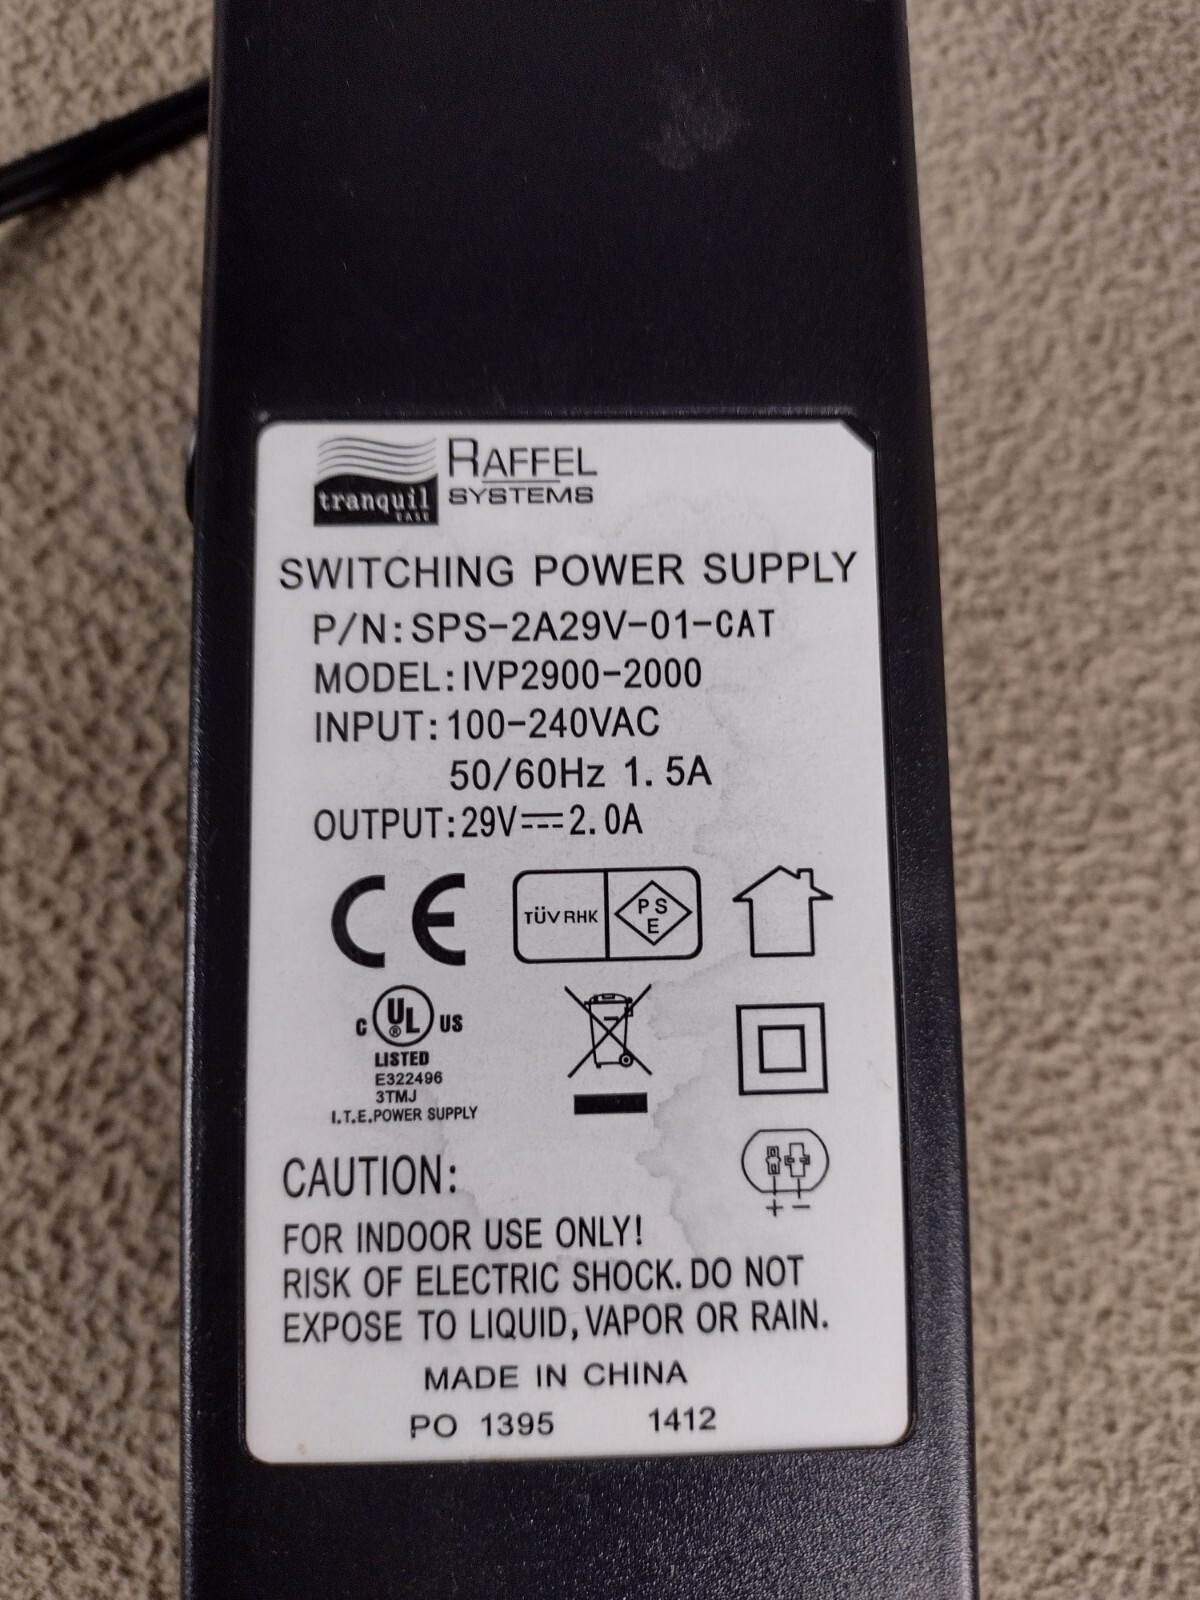 tranquil
EASE
RAFFEL
SYSTEMS
SWITCHING POWER SUPPLY
P/N:SPS-2A29V-01-CAT
MODEL:IVP2900-2000
INPUT:100-240VAC
50/60Hz 1.5A
OUTPUT:29V⎓2.0A
CE
TÜV RHK
PS
E
C UL® US
LISTED
E322496
3TMJ
I.T.E.POWER SUPPLY
+ −
CAUTION:
FOR INDOOR USE ONLY!
RISK OF ELECTRIC SHOCK. DO NOT
EXPOSE TO LIQUID, VAPOR OR RAIN.
MADE IN CHINA
PO 1395 1412